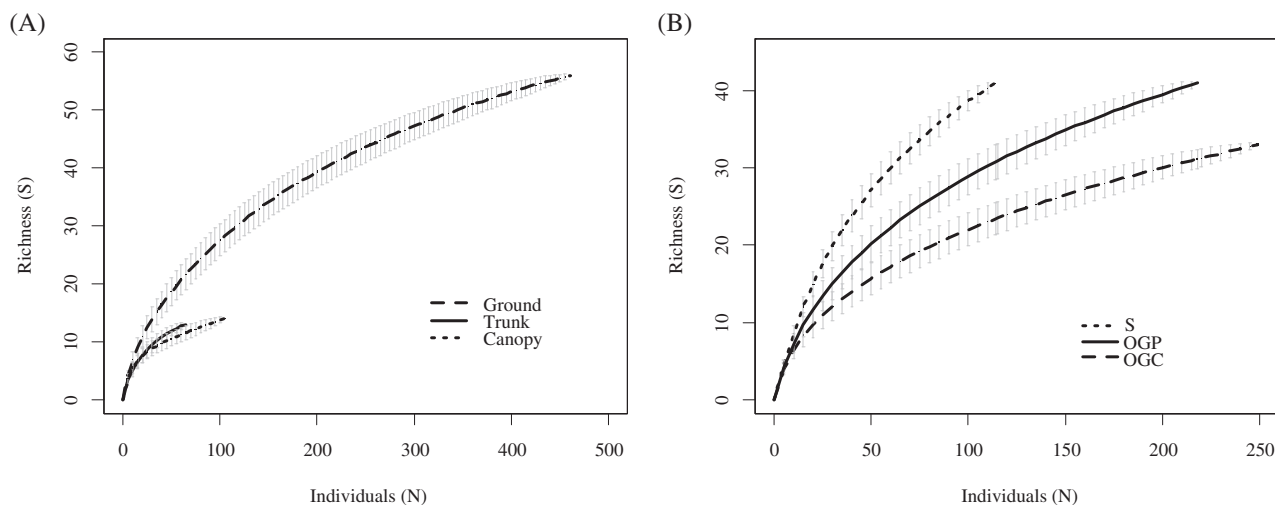 (A)
60
50
40
30
20
10
0
Richness (S)
Ground
Trunk
Canopy
0 100 200 300 400 500
Individuals (N)
(B)
40
30
20
10
0
Richness (S)
S
OGP
OGC
0 50 100 150 200 250
Individuals (N)